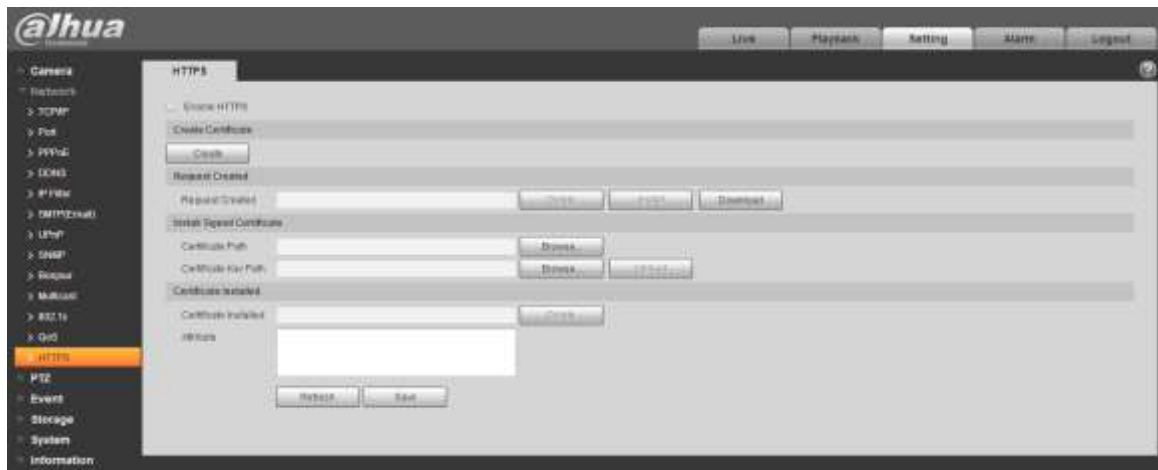 alhua
Live
Playback
Setting
Alarm
Logout
Camera
Network
TCP/IP
Port
PPPoE
DDNS
IP Filter
SMTP(Email)
UPnP
SNMP
Bonjour
Multicast
802.1x
QoS
HTTPS
PTZ
Event
Storage
System
Information
HTTPS
Enable HTTPS
Create Certificate
Create
Request Created
Request Created
Delete
Install
Download
Install Signed Certificate
Certificate Path
Browse...
Certificate Key Path
Browse...
Upload
Certificate Installed
Certificate Installed
Delete
Attribute
Refresh
Save